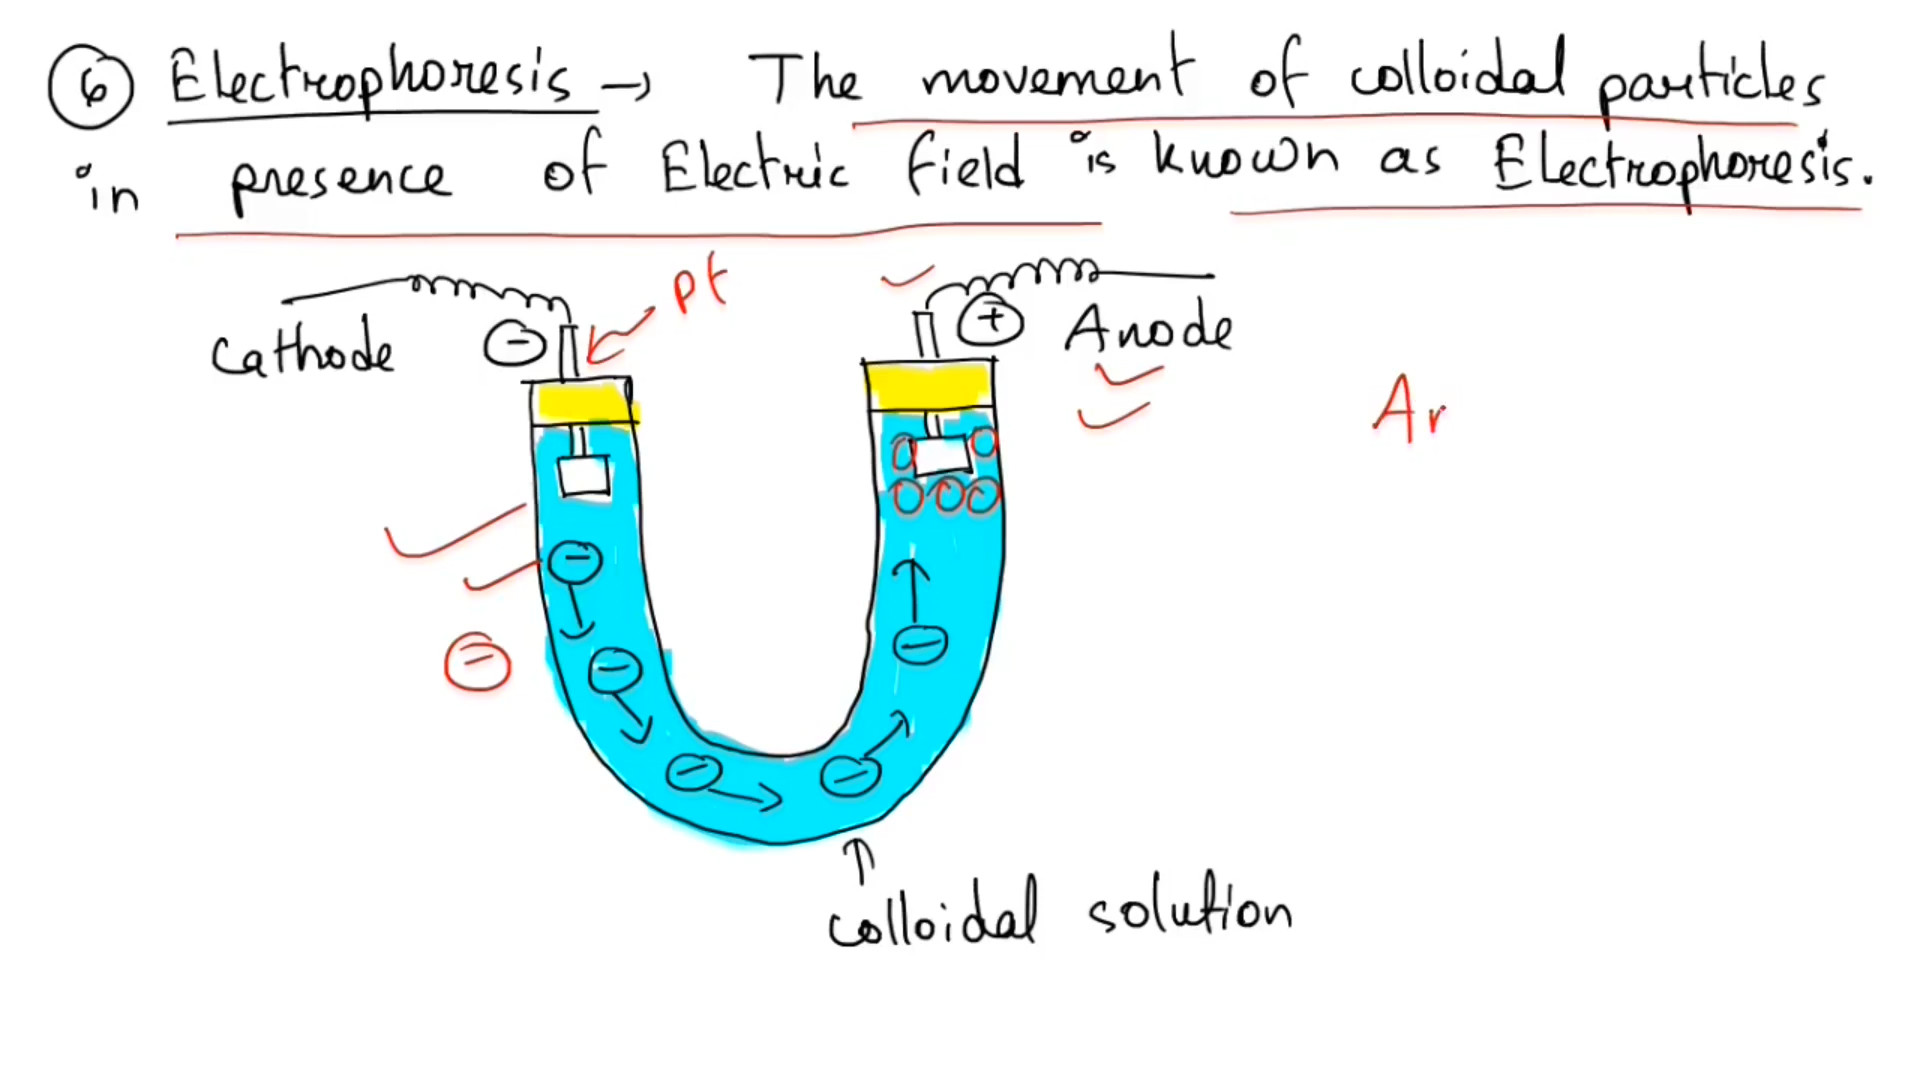 6 Electrophoresis → The movement of colloidal particles
in presence of Electric field is known as Electrophoresis.
pt
Cathode − + Anode
Ar
−
−
−
−
− −
↑
colloidal solution